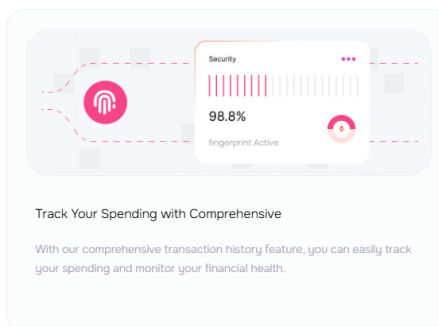 Security
98.8%
fingerprint Active
Track Your Spending with Comprehensive
With our comprehensive transaction history feature, you can easily track
your spending and monitor your financial health.